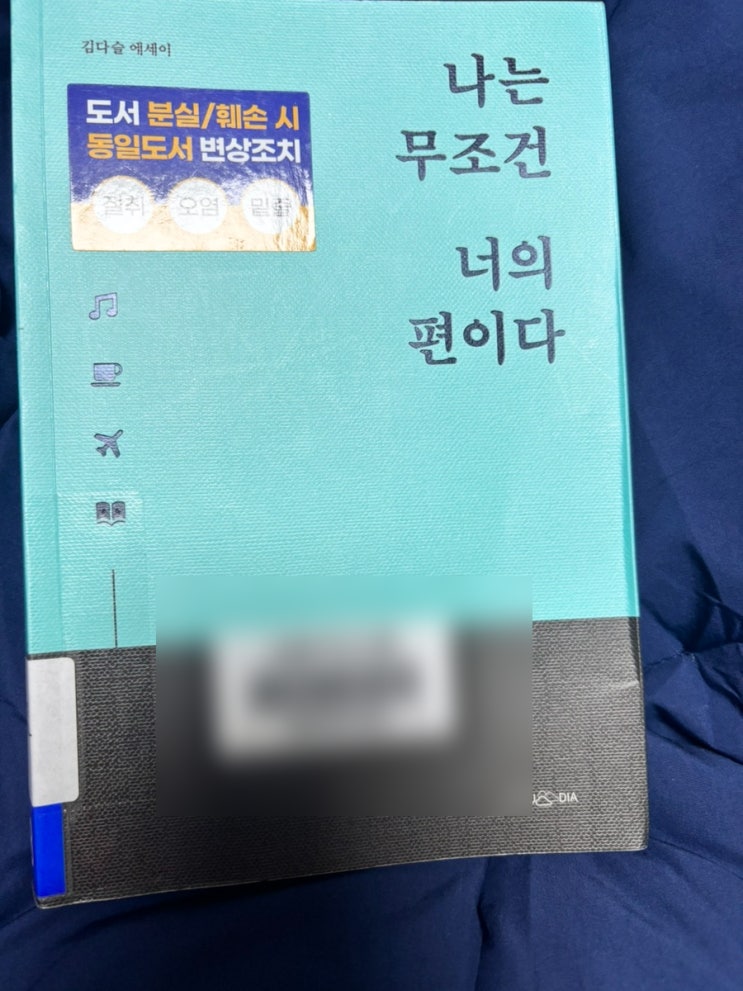 김다슬 에세이
나는
무조건
너의
편이다
도서 분실/훼손 시
동일도서 변상조치
절취 오염 밑줄
DIA